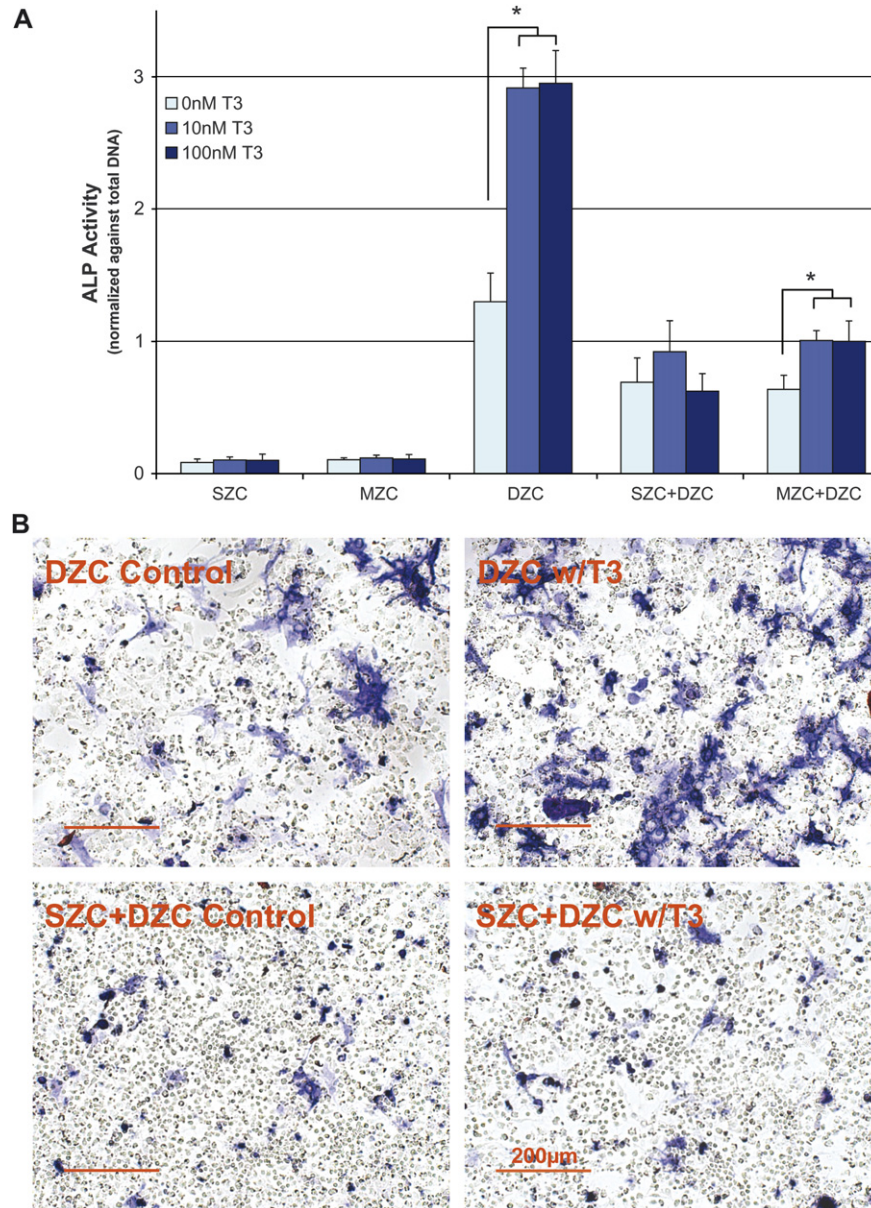 A
*
3
0nM T3
10nM T3
100nM T3
2
ALP Activity
(normalized against total DNA)
*
1
0
SZC
MZC
DZC
SZC+DZC
MZC+DZC
B
DZC Control
DZC w/T3
SZC+DZC Control
SZC+DZC w/T3
200µm